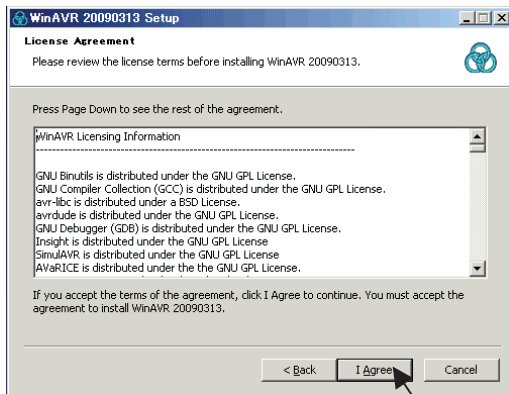 WinAVR 20090313 Setup
License Agreement
Please review the license terms before installing WinAVR 20090313.
Press Page Down to see the rest of the agreement.
WinAVR Licensing Information
--------------------------------------------------------------------------------
GNU Binutils is distributed under the GNU GPL License.
GNU Compiler Collection (GCC) is distributed under the GNU GPL License.
avr-libc is distributed under a BSD License.
avrdude is distributed under the GNU GPL License.
GNU Debugger (GDB) is distributed under the GNU GPL License.
Insight is distributed under the GNU GPL License
SimulAVR is distributed under the GNU GPL License
AVaRICE is distributed under the the GNU GPL License.
If you accept the terms of the agreement, click I Agree to continue. You must accept the
agreement to install WinAVR 20090313.
< Back
I Agree
Cancel